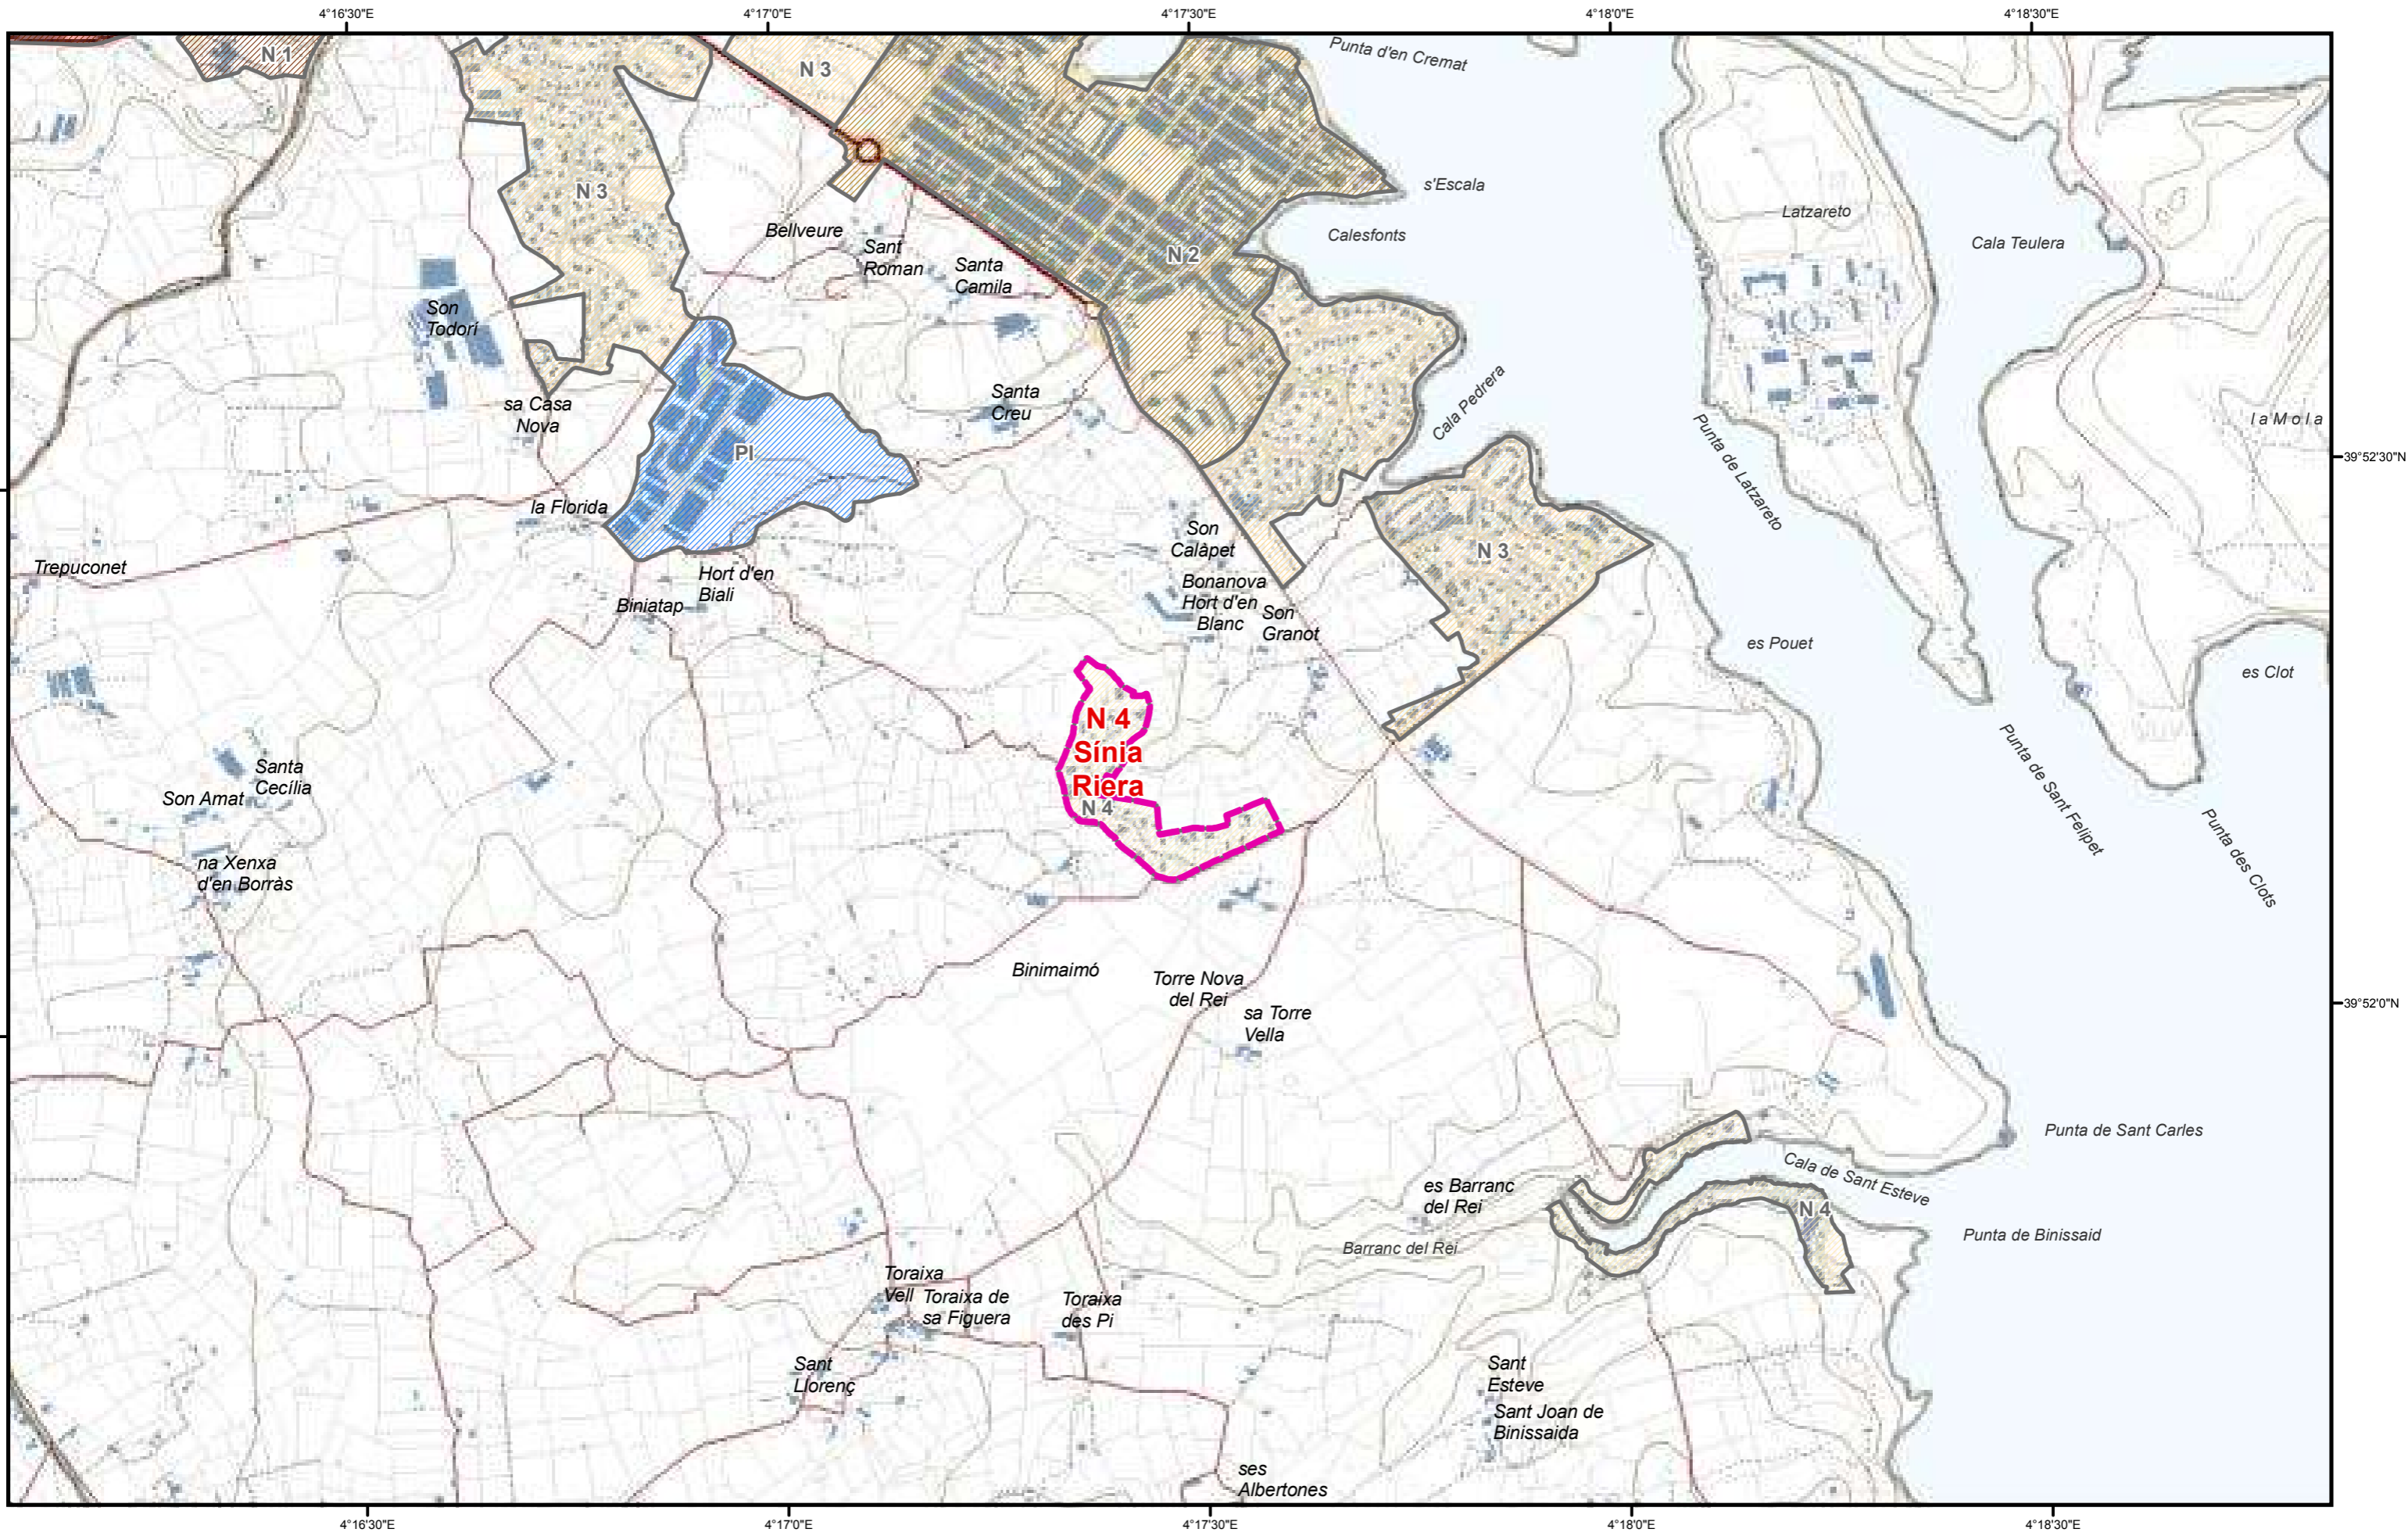 4°16'30"E
4°17'0"E
4°17'30"E
4°18'0"E
4°18'30"E
N 1
N 3
Punta d'en Cremat
N 3
s'Escala
Latzareto
Bellveure
Calesfonts
Cala Teulera
Sant
Roman
N 2
Santa
Camila
Son
Todorí
Santa
Creu
sa Casa
Nova
Cala Pedrera
la Mola
PI
39°52'30"N
Punta de Latzareto
la Florida
Son
Calàpet
N 3
Trepuconet
Hort d'en
Biali
Bonanova
Hort d'en
Blanc
Biniatap
Son
Granot
es Pouet
es Clot
N 4
Sínia
Riera
N 4
Punta de Sant Felipet
Santa
Cecília
Son Amat
Punta des Clots
na Xenxa
d'en Borràs
Binimaimó
Torre Nova
del Rei
39°52'0"N
sa Torre
Vella
Punta de Sant Carles
Cala de Sant Esteve
es Barranc
del Rei
N 4
Barranc del Rei
Punta de Binissaid
Toraixa
Vell
Toraixa de
sa Figuera
Toraixa
des Pi
Sant
Llorenç
Sant
Esteve
Sant Joan de
Binissaida
ses
Albertones
4°16'30"E
4°17'0"E
4°17'30"E
4°18'0"E
4°18'30"E